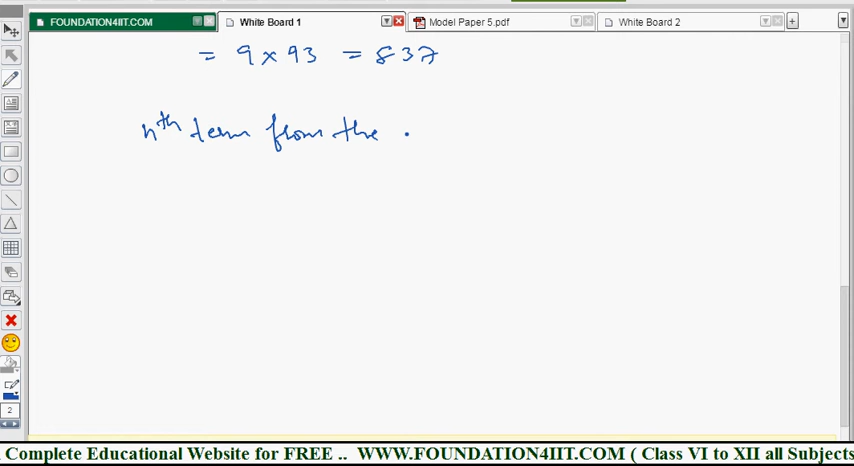 FOUNDATION4IIT.COM White Board 1 Model Paper 5.pdf White Board 2
= 9 x 93 = 837
nth term from the .
2
Complete Educational Website for FREE .. WWW.FOUNDATION4IIT.COM ( Class VI to XII all Subjects